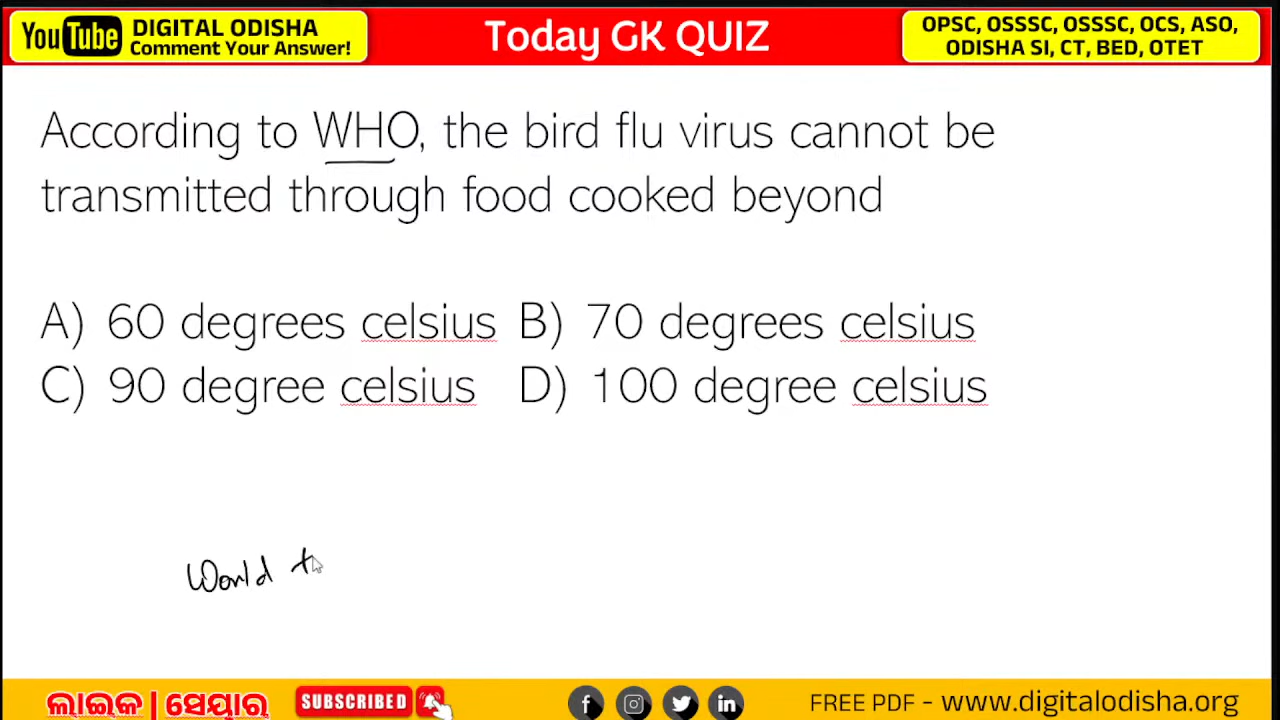 YouTube DIGITAL ODISHA
Comment Your Answer!
Today GK QUIZ
OPSC, OSSSC, OSSSC, OCS, ASO,
ODISHA SI, CT, BED, OTET
According to WHO, the bird flu virus cannot be
transmitted through food cooked beyond
A) 60 degrees celsius B) 70 degrees celsius
C) 90 degree celsius D) 100 degree celsius
World
ଲାଇକ | ସେୟାର୍
SUBSCRIBED
FREE PDF - www.digitalodisha.org